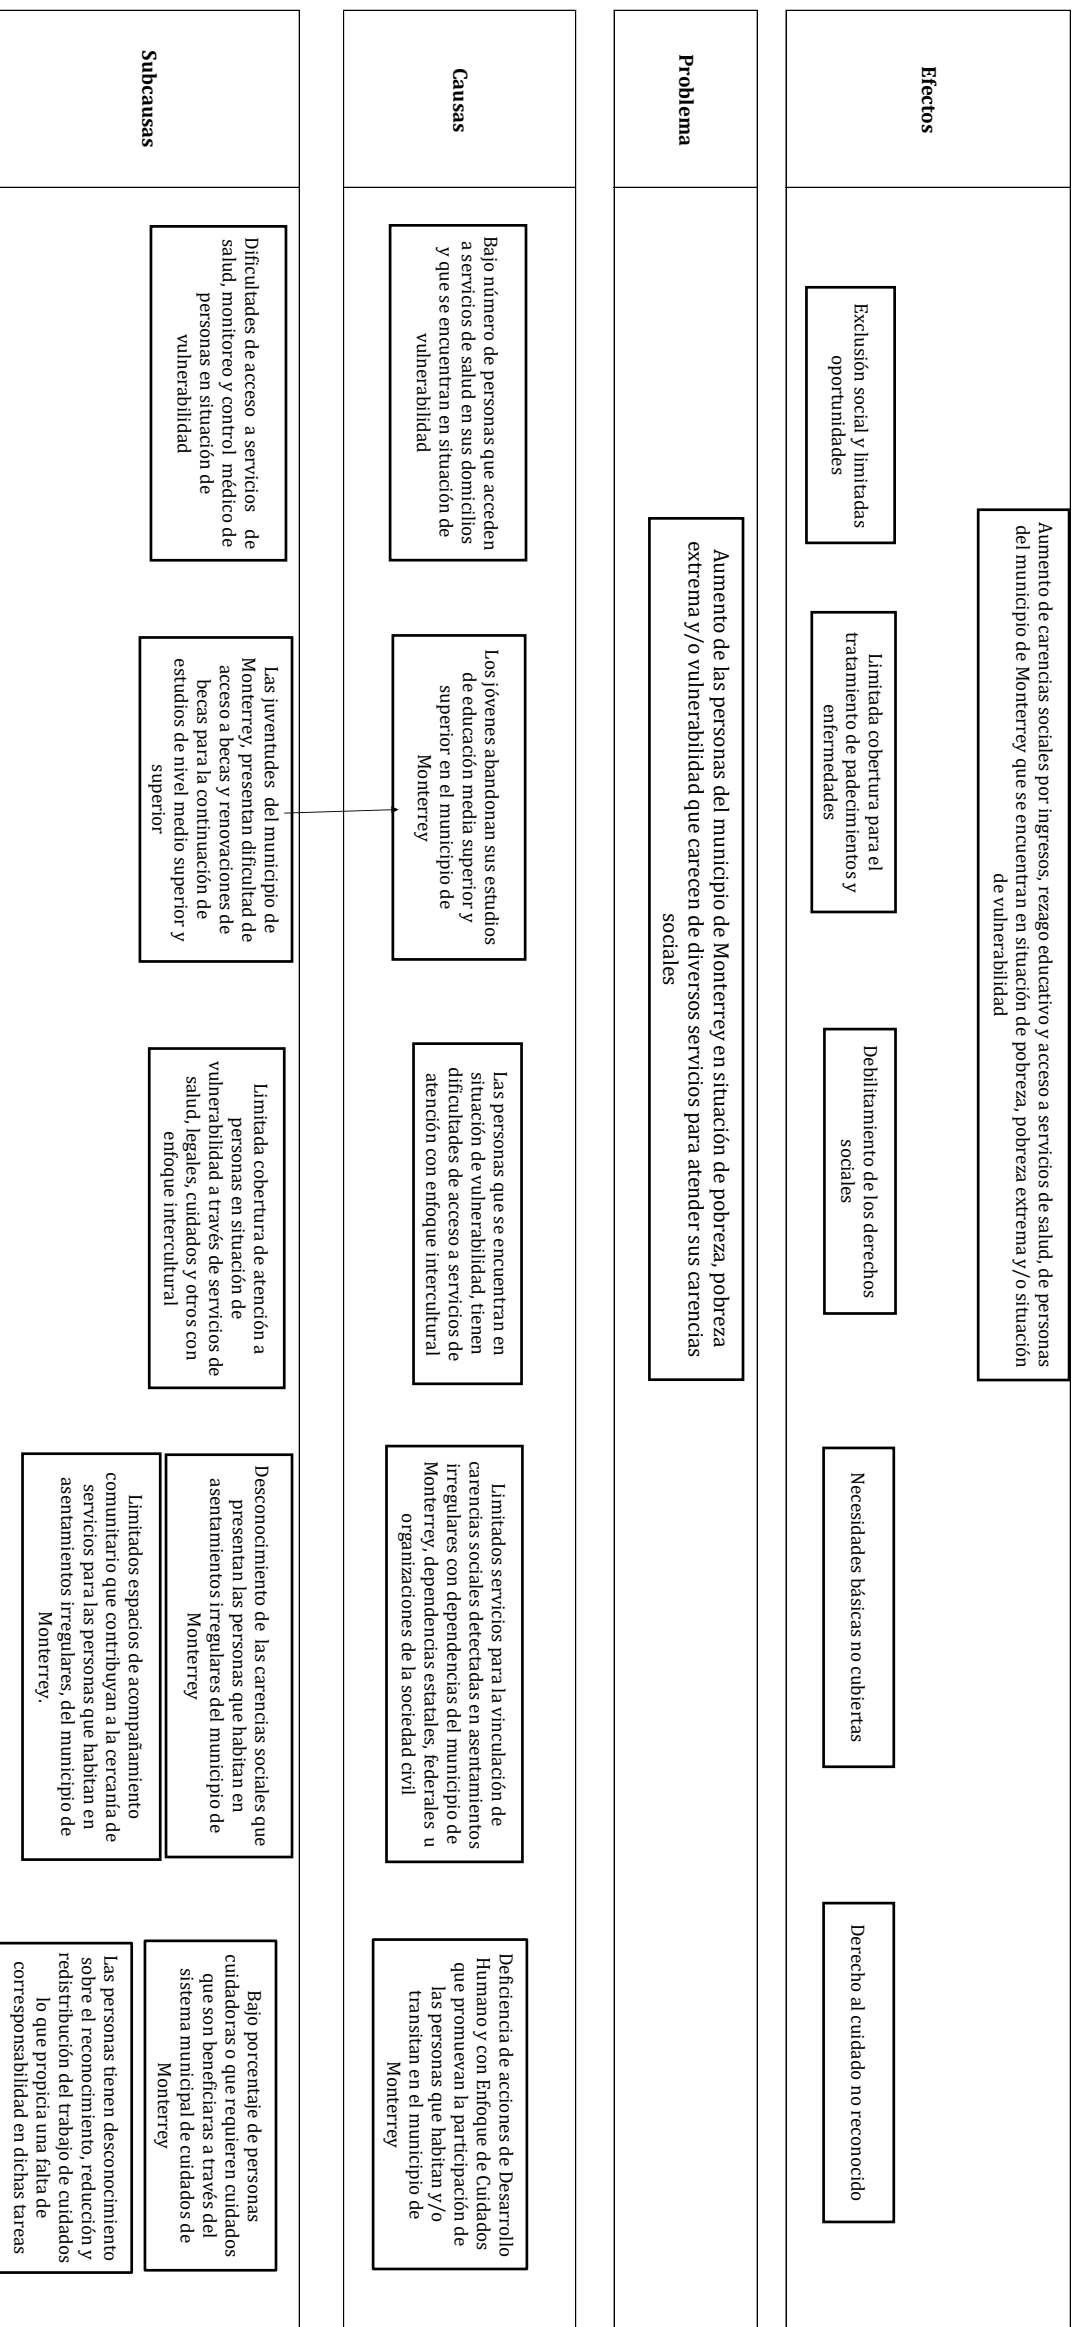 Efectos
Aumento de carencias sociales por ingresos, rezago educativo y acceso a servicios de salud, de personas
del municipio de Monterrey que se encuentran en situación de pobreza, pobreza extrema y/o situación
de vulnerabilidad
Exclusión social y limitadas
oportunidades
Limitada cobertura para el
tratamiento de padecimientos y
enfermedades
Debilitamiento de los derechos
sociales
Necesidades básicas no cubiertas
Derecho al cuidado no reconocido
Problema
Aumento de las personas del municipio de Monterrey en situación de pobreza, pobreza
extrema y/o vulnerabilidad que carecen de diversos servicios para atender sus carencias
sociales
Causas
Bajo número de personas que acceden
a servicios de salud en sus domicilios
y que se encuentran en situación de
vulnerabilidad
Los jóvenes abandonan sus estudios
de educación media superior y
superior en el municipio de
Monterrey
Las personas que se encuentran en
situación de vulnerabilidad, tienen
dificultades de acceso a servicios de
atención con enfoque intercultural
Limitados servicios para la vinculación de
carencias sociales detectadas en asentamientos
irregulares con dependencias del municipio de
Monterrey, dependencias estatales, federales u
organizaciones de la sociedad civil
Deficiencia de acciones de Desarrollo
Humano y con Enfoque de Cuidados
que promuevan la participación de
las personas que habitan y/o
transitan en el municipio de
Monterrey
Subcausas
Dificultades de acceso a servicios de
salud, monitoreo y control médico de
personas en situación de
vulnerabilidad
Las juventudes del municipio de
Monterrey, presentan dificultad de
acceso a becas y renovaciones de
becas para la continuación de
estudios de nivel medio superior y
superior
Limitada cobertura de atención a
personas en situación de
vulnerabilidad a través de servicios de
salud, legales, cuidados y otros con
enfoque intercultural
Desconocimiento de las carencias sociales que
presentan las personas que habitan en
asentamientos irregulares del municipio de
Monterrey
Limitados espacios de acompañamiento
comunitario que contribuyan a la cercanía de
servicios para las personas que habitan en
asentamientos irregulares, del municipio de
Monterrey.
Bajo porcentaje de personas
cuidadoras o que requieren cuidados
que son beneficiaras a través del
sistema municipal de cuidados de
Monterrey
Las personas tienen desconocimiento
sobre el reconocimiento, reducción y
redistribución del trabajo de cuidados
lo que propicia una falta de
corresponsabilidad en dichas tareas